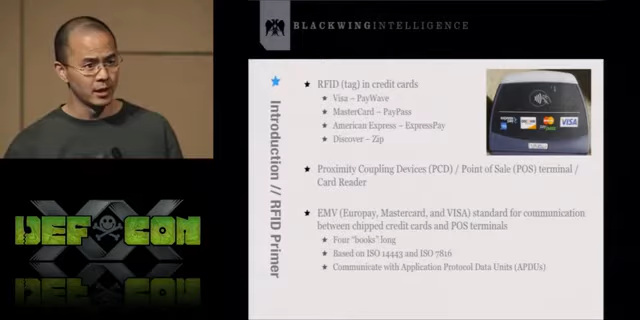 BLACKWINGINTELLIGENCE
Introduction // RFID Primer
RFID (tag) in credit cards
Visa – PayWave
MasterCard – PayPass
American Express – ExpressPay
Discover – Zip
Proximity Coupling Devices (PCD) / Point of Sale (POS) terminal /
Card Reader
EMV (Europay, Mastercard, and VISA) standard for communication
between chipped credit cards and POS terminals
Four “books” long
Based on ISO 14443 and ISO 7816
Communicate with Application Protocol Data Units (APDUs)
VISA
DEFCON
XX